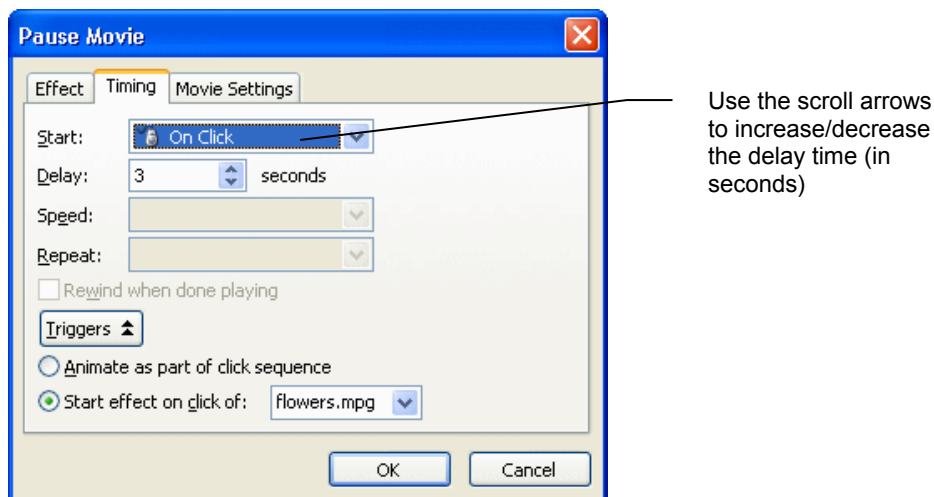 Pause Movie
Effect Timing Movie Settings
Start: On Click
Delay: 3 seconds
Speed:
Repeat:
Rewind when done playing
Triggers
Animate as part of click sequence
Start effect on click of: flowers.mpg
OK Cancel
Use the scroll arrows
to increase/decrease
the delay time (in
seconds)